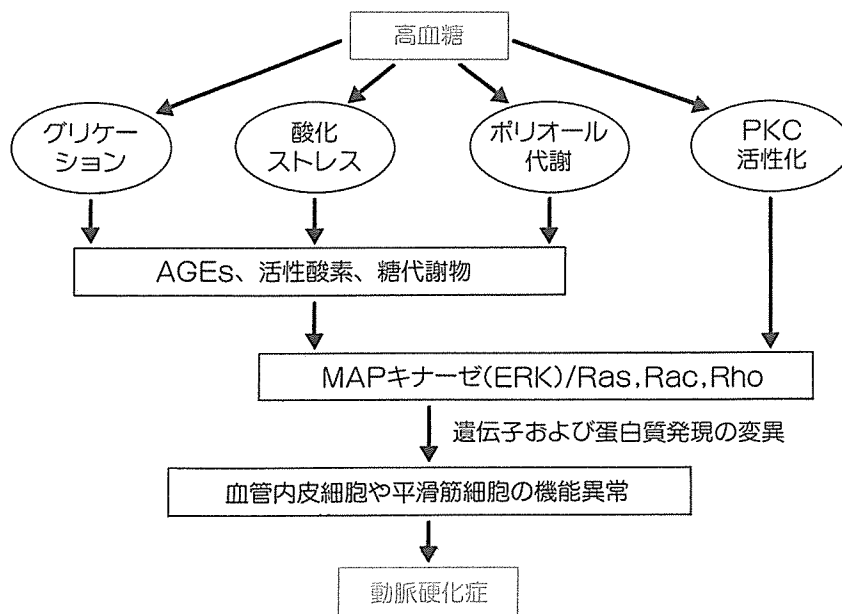 高血糖
グリケー
ション
酸化
ストレス
ポリオール
代謝
PKC
活性化
AGEs、活性酸素、糖代謝物
MAPキナーゼ(ERK)/Ras,Rac,Rho
遺伝子および蛋白質発現の変異
血管内皮細胞や平滑筋細胞の機能異常
動脈硬化症